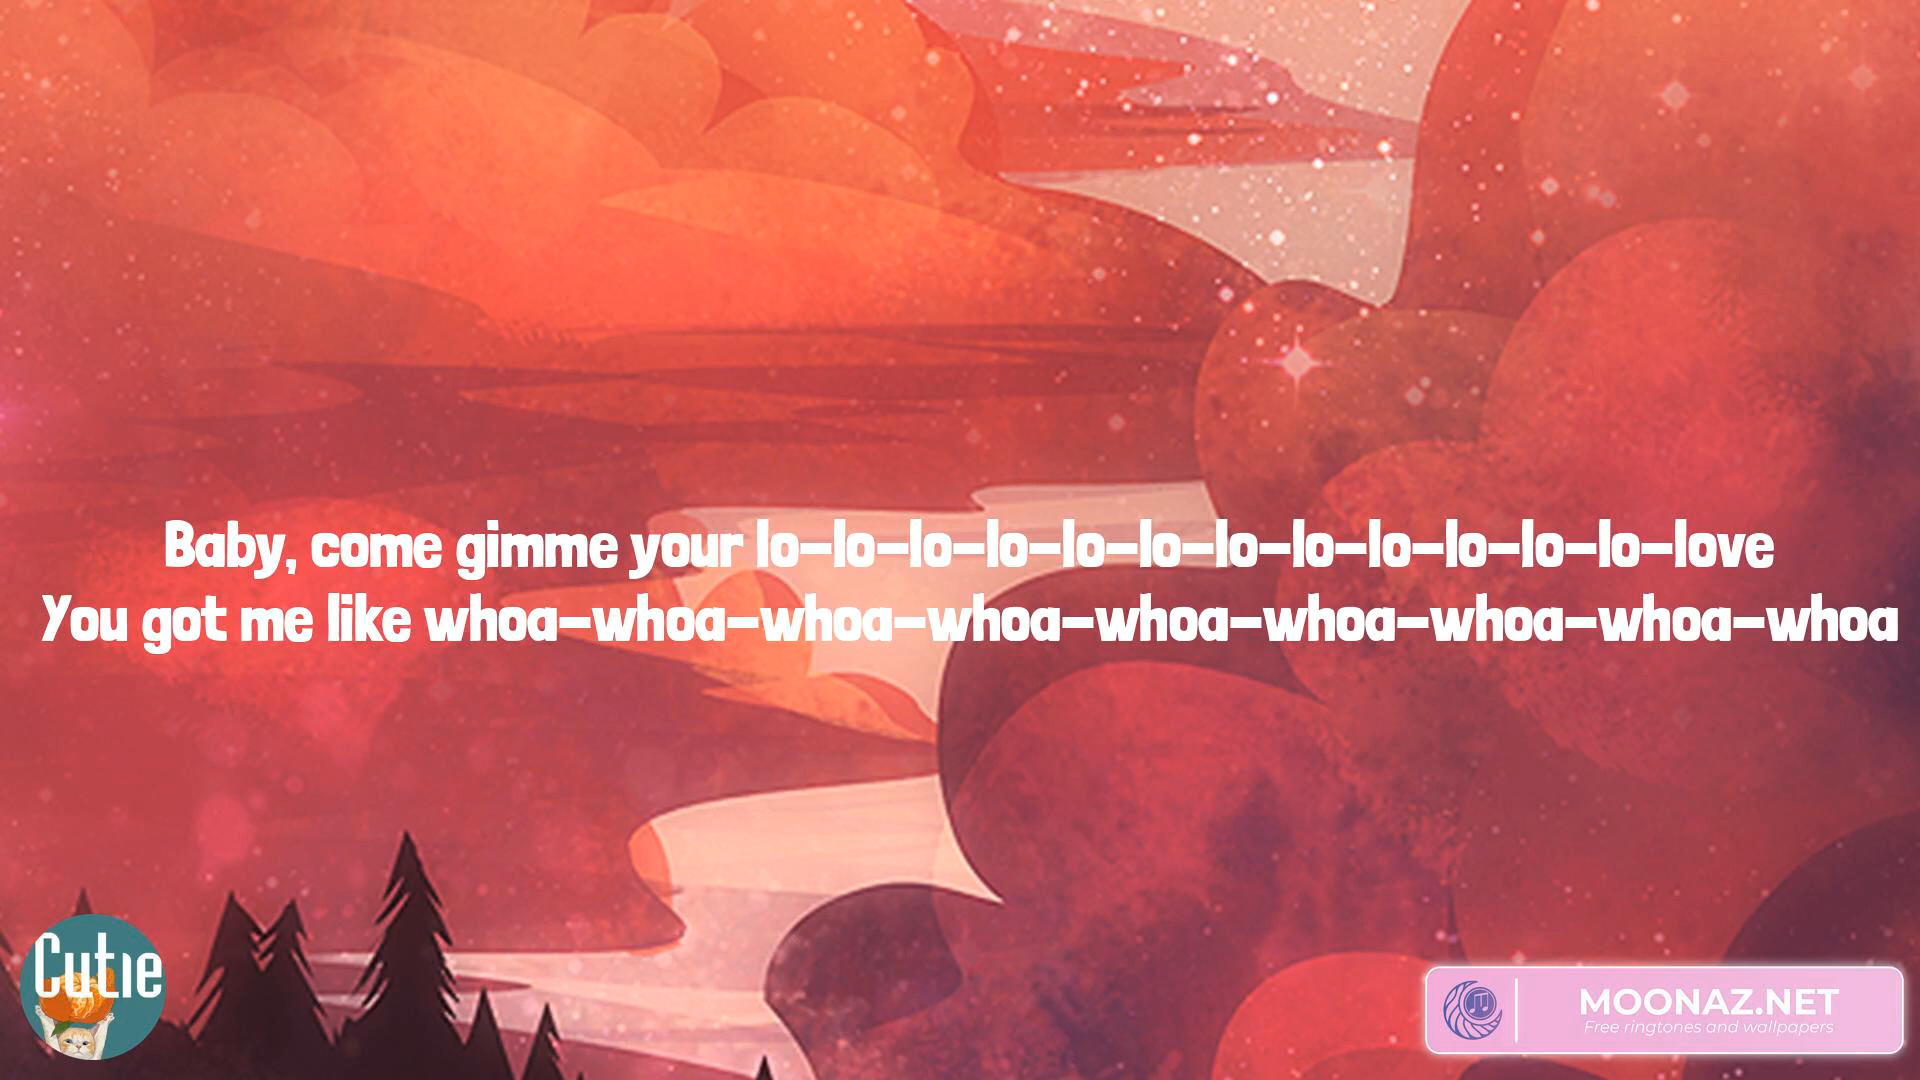 Baby, come gimme your lo-lo-lo-lo-lo-lo-lo-lo-lo-lo-lo-lo-love
You got me like whoa-whoa-whoa-whoa-whoa-whoa-whoa-whoa-whoa
Cutie
MOONAZ.NET
Free ringtones and wallpapers